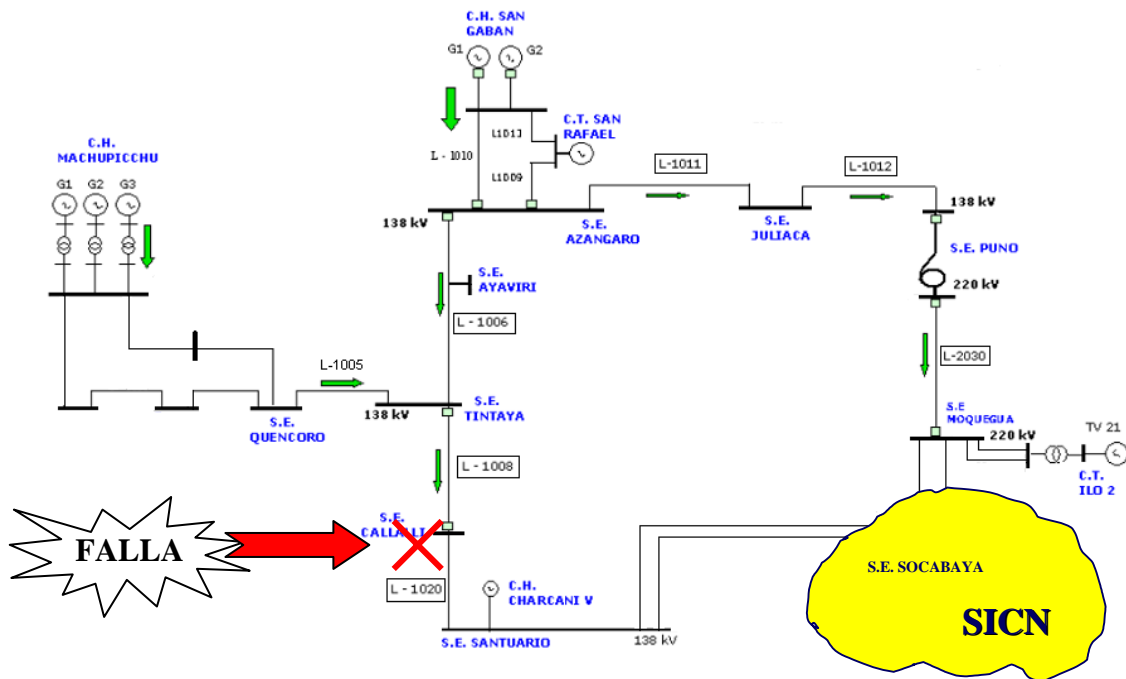 C.H. SAN
GABAN
G1
G2
L1013
C.T. SAN
RAFAEL
L - 1010
L1009
C.H.
MACHUPICCHU
G1
G2
G3
L-1011
L-1012
138 kV
S.E.
AZANGARO
S.E.
JULIACA
138 kV
S.E. PUNO
220 kV
S.E.
AYAVIRI
L - 1006
L-2030
L-1005
S.E.
QUENCORO
138 kV
S.E.
TINTAYA
S.E
MOQUEGUA
220 kV
TV 21
C.T.
ILO 2
L - 1008
FALLA
S.E.
CALLALLI
L - 1020
C.H.
CHARCANI V
S.E. SANTUARIO
138 kV
S.E. SOCABAYA
SICN